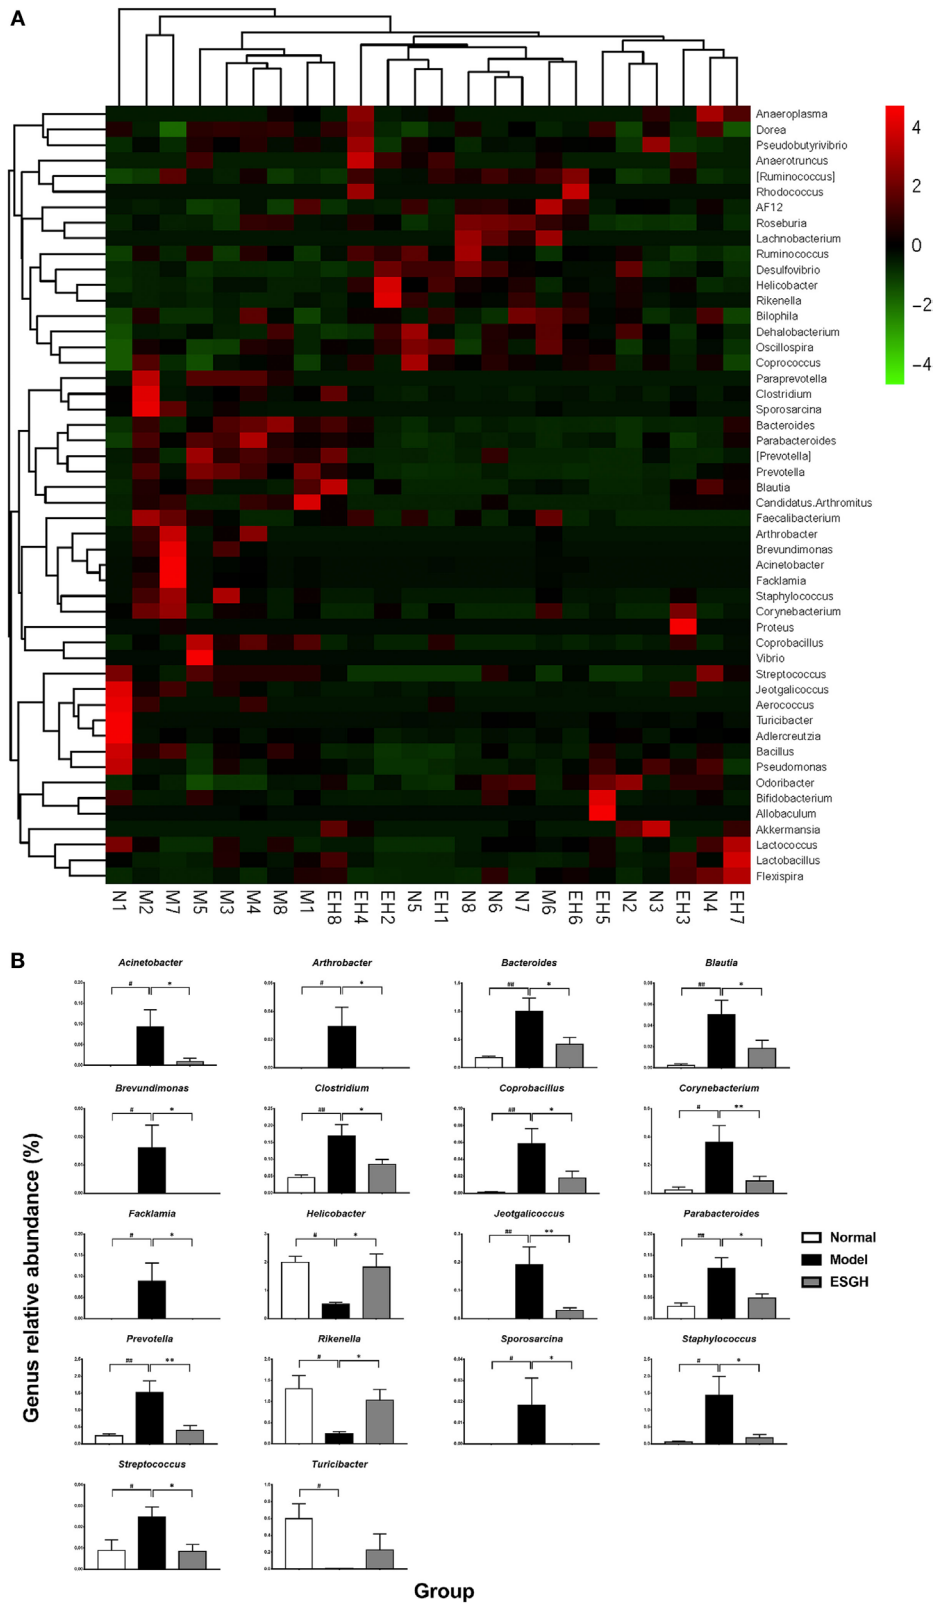 A
Anaeroplasma
Dorea
Pseudobutyrivibrio
Anaerotruncus
[Ruminococcus]
Rhodococcus
AF12
Roseburia
Lachnobacterium
Ruminococcus
Desulfovibrio
Helicobacter
Rikenella
Bilophila
Dehalobacterium
Oscillospira
Coprococcus
Paraprevotella
Clostridium
Sporosarcina
Bacteroides
Parabacteroides
[Prevotella]
Prevotella
Blautia
Candidatus.Arthromitus
Faecalibacterium
Arthrobacter
Brevundimonas
Acinetobacter
Facklamia
Staphylococcus
Corynebacterium
Proteus
Coprobacillus
Vibrio
Streptococcus
Jeotgalicoccus
Aerococcus
Turicibacter
Adlercreutzia
Bacillus
Pseudomonas
Odoribacter
Bifidobacterium
Allobaculum
Akkermansia
Lactococcus
Lactobacillus
Flexispira
4
2
0
−2
−4
N1 M2 M7 M5 M3 M4 M8 M1 EH8 EH4 EH2 N5 EH1 N8 N6 N7 M6 EH6 EH5 N2 N3 EH3 N4 EH7
B
Genus relative abundance (%)
Acinetobacter Arthrobacter Bacteroides Blautia
# * # * ## * ## *
Brevundimonas Clostridium Coprobacillus Corynebacterium
# * ## * ## * # **
Facklamia Helicobacter Jeotgalicoccus Parabacteroides
# * # * ## ** ## *
Normal
Model
ESGH
Prevotella Rikenella Sporosarcina Staphylococcus
## ** # * # * # *
Streptococcus Turicibacter
# * #
Group